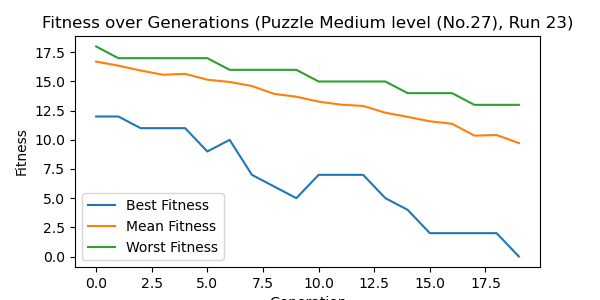 Fitness over Generations (Puzzle Medium level (No.27), Run 23)
17.5
15.0
12.5
10.0
7.5
5.0
2.5
0.0
Fitness
Best Fitness
Mean Fitness
Worst Fitness
0.0 2.5 5.0 7.5 10.0 12.5 15.0 17.5
Generation